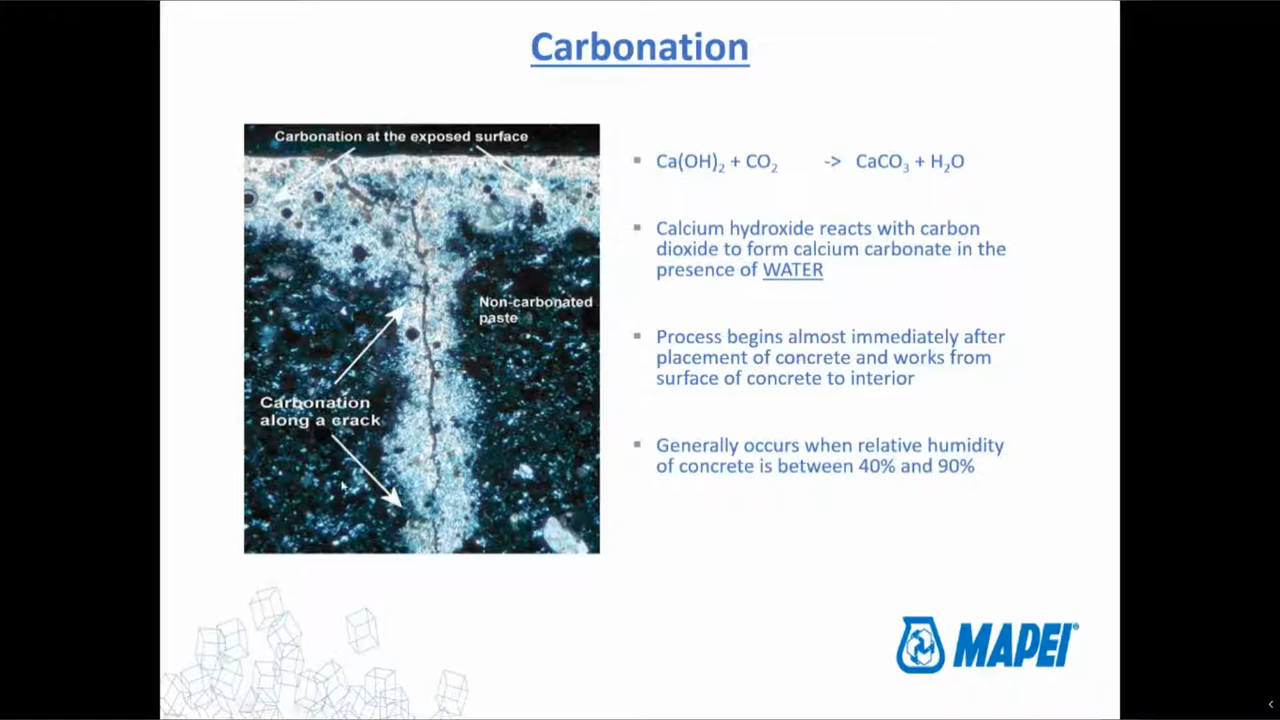 Carbonation
Carbonation at the exposed surface
Non-carbonated
paste
Carbonation
along a crack
▪ Ca(OH)₂ + CO₂ -> CaCO₃ + H₂O
▪ Calcium hydroxide reacts with carbon
dioxide to form calcium carbonate in the
presence of WATER
▪ Process begins almost immediately after
placement of concrete and works from
surface of concrete to interior
▪ Generally occurs when relative humidity
of concrete is between 40% and 90%
MAPEI®